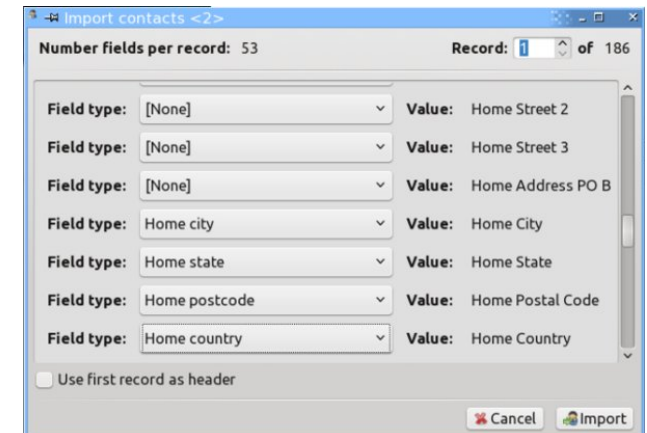 Import contacts <2>
Number fields per record: 53 Record: 1 of 186
Field type: [None] Value: Home Street 2
Field type: [None] Value: Home Street 3
Field type: [None] Value: Home Address PO B
Field type: Home city Value: Home City
Field type: Home state Value: Home State
Field type: Home postcode Value: Home Postal Code
Field type: Home country Value: Home Country
Use first record as header
Cancel Import